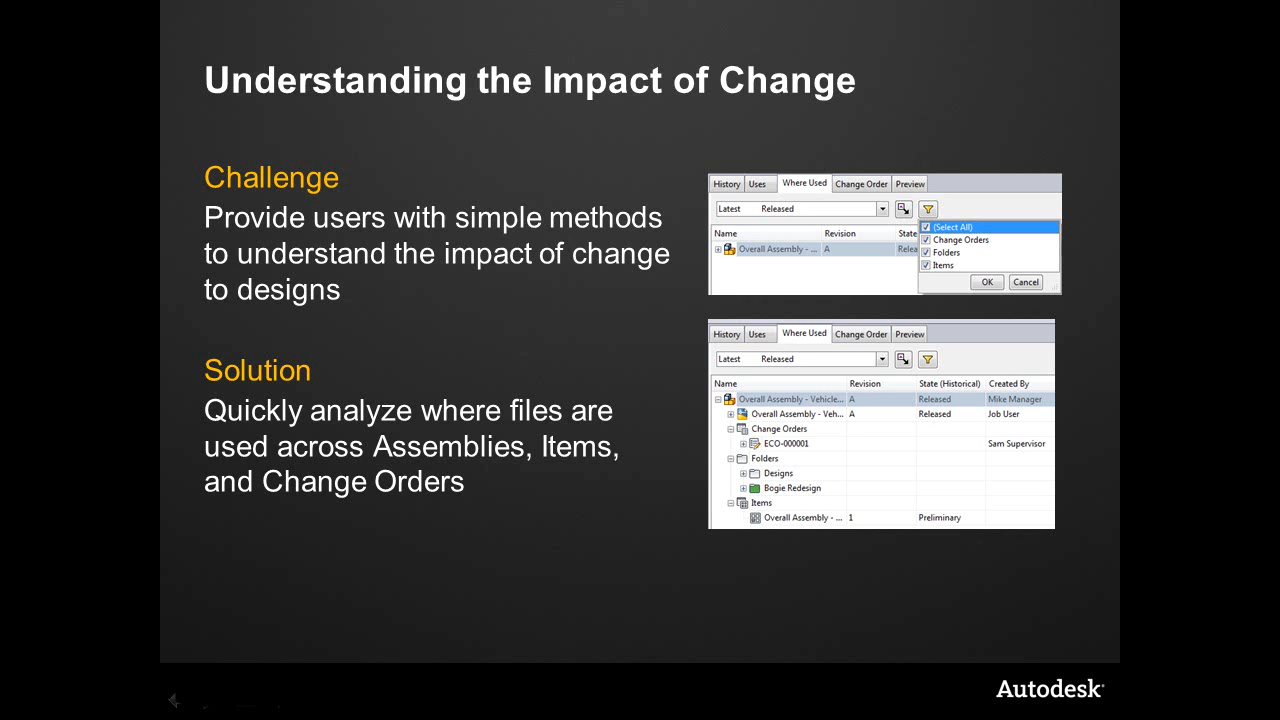 Understanding the Impact of Change
Challenge
Provide users with simple methods
to understand the impact of change
to designs
Solution
Quickly analyze where files are
used across Assemblies, Items,
and Change Orders
History Uses Where Used Change Order Preview
Latest Released
Name Revision State
Overall Assembly - ... A Relea
(Select All)
Change Orders
Folders
Items
OK Cancel
History Uses Where Used Change Order Preview
Latest Released
Name Revision State (Historical) Created By
Overall Assembly - Vehicle... A Released Mike Manager
Overall Assembly - Veh... A Released Job User
Change Orders
ECO-000001 Sam Supervisor
Folders
Designs
Bogie Redesign
Items
Overall Assembly - ... 1 Preliminary
Autodesk